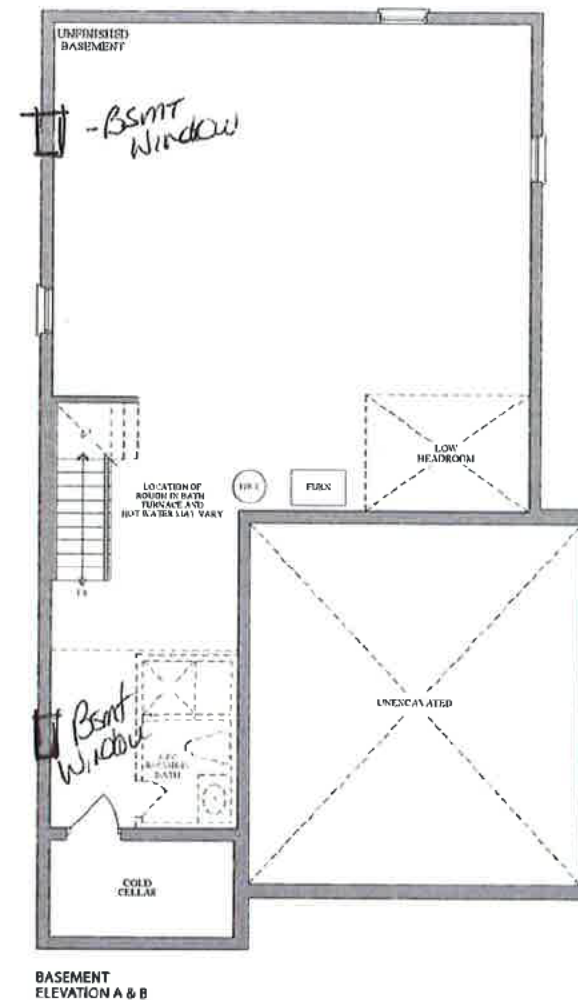 UNFINISHED
BASEMENT
- BSMT
Window
LOW
HEADROOM
LOCATION OF
ROUGH IN BATH
FURNACE AND
HOT WATER MAY VARY
FURN
UNEXCAVATED
Bsmt
Window
BATH
COLD
CELLAR
BASEMENT
ELEVATION A & B